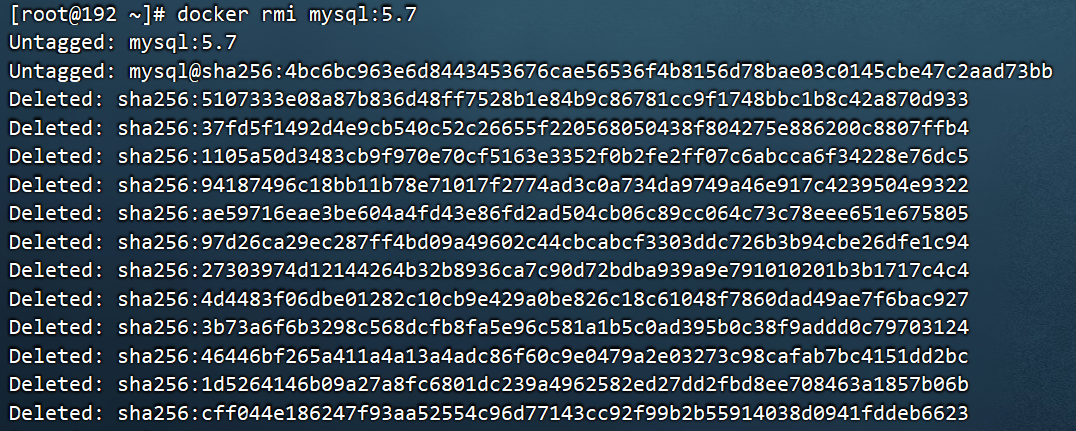 [root@192 ~]# docker rmi mysql:5.7
Untagged: mysql:5.7
Untagged: mysql@sha256:4bc6bc963e6d8443453676cae56536f4b8156d78bae03c0145cbe47c2aad73bb
Deleted: sha256:5107333e08a87b836d48ff7528b1e84b9c86781cc9f1748bbc1b8c42a870d933
Deleted: sha256:37fd5f1492d4e9cb540c52c26655f220568050438f804275e886200c8807ffb4
Deleted: sha256:1105a50d3483cb9f970e70cf5163e3352f0b2fe2ff07c6abcca6f34228e76dc5
Deleted: sha256:94187496c18bb11b78e71017f2774ad3c0a734da9749a46e917c4239504e9322
Deleted: sha256:ae59716eae3be604a4fd43e86fd2ad504cb06c89cc064c73c78eee651e675805
Deleted: sha256:97d26ca29ec287ff4bd09a49602c44cbcabcf3303ddc726b3b94cbe26dfe1c94
Deleted: sha256:27303974d12144264b32b8936ca7c90d72bdba939a9e791010201b3b1717c4c4
Deleted: sha256:4d4483f06dbe01282c10cb9e429a0be826c18c61048f7860dad49ae7f6bac927
Deleted: sha256:3b73a6f6b3298c568dcfb8fa5e96c581a1b5c0ad395b0c38f9addd0c79703124
Deleted: sha256:46446bf265a411a4a13a4adc86f60c9e0479a2e03273c98cafab7bc4151dd2bc
Deleted: sha256:1d5264146b09a27a8fc6801dc239a4962582ed27dd2fbd8ee708463a1857b06b
Deleted: sha256:cff044e186247f93aa52554c96d77143cc92f99b2b55914038d0941fddeb6623